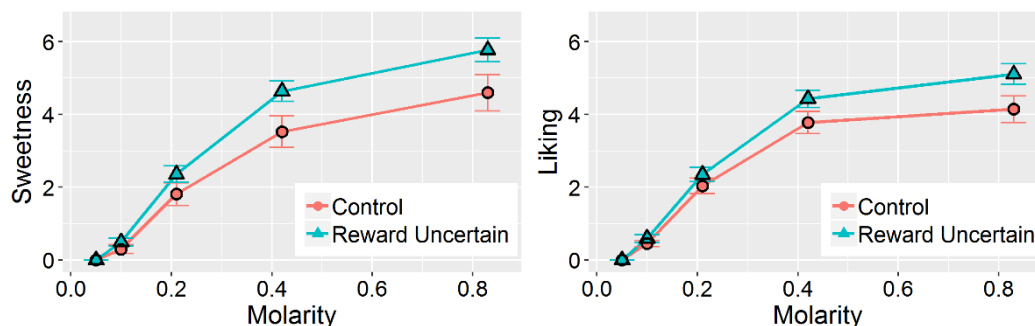 Sweetness
6
4
2
0
Control
Reward Uncertain
0.0 0.2 0.4 0.6 0.8
Molarity
Liking
6
4
2
0
Control
Reward Uncertain
0.0 0.2 0.4 0.6 0.8
Molarity